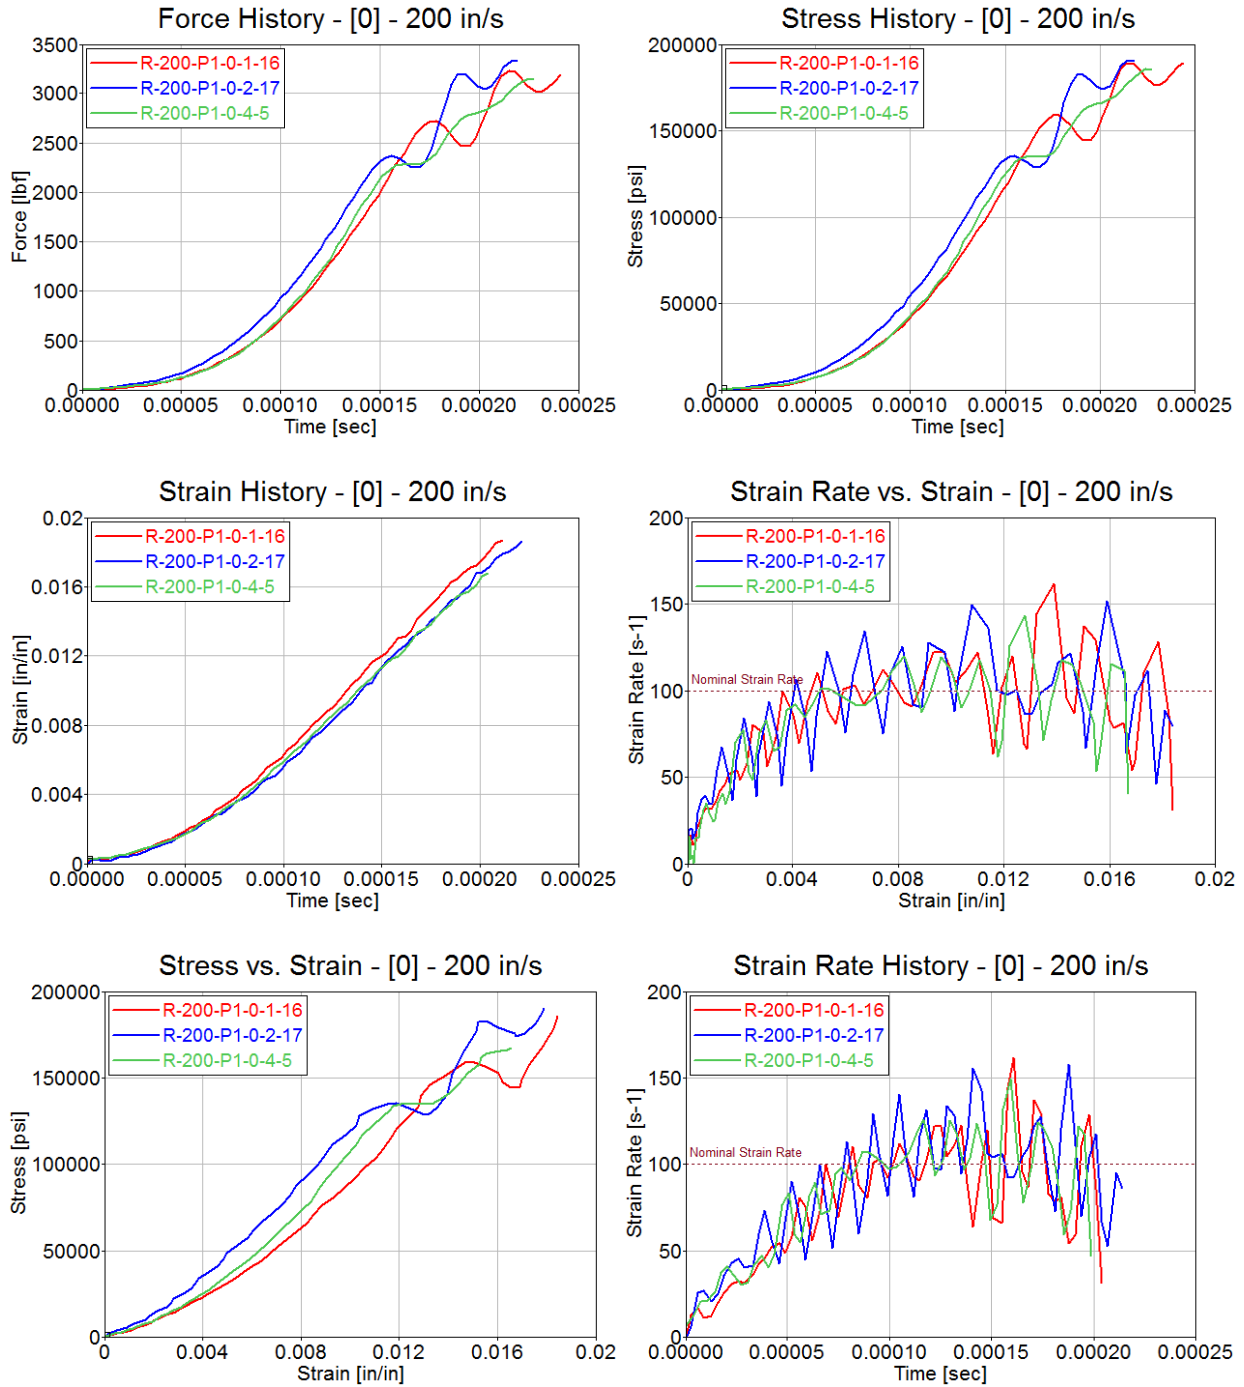 Force History - [0] - 200 in/s
3500
3000
2500
2000
1500
1000
500
0
R-200-P1-0-1-16
R-200-P1-0-2-17
R-200-P1-0-4-5
Force [lbf]
0.00000 0.00005 0.00010 0.00015 0.00020 0.00025
Time [sec]
Stress History - [0] - 200 in/s
200000
150000
100000
50000
0
R-200-P1-0-1-16
R-200-P1-0-2-17
R-200-P1-0-4-5
Stress [psi]
0.00000 0.00005 0.00010 0.00015 0.00020 0.00025
Time [sec]
Strain History - [0] - 200 in/s
0.02
0.016
0.012
0.008
0.004
0
R-200-P1-0-1-16
R-200-P1-0-2-17
R-200-P1-0-4-5
Strain [in/in]
0.00000 0.00005 0.00010 0.00015 0.00020 0.00025
Time [sec]
Strain Rate vs. Strain - [0] - 200 in/s
200
150
100
50
0
R-200-P1-0-1-16
R-200-P1-0-2-17
R-200-P1-0-4-5
Nominal Strain Rate
Strain Rate [s-1]
0 0.004 0.008 0.012 0.016 0.02
Strain [in/in]
Stress vs. Strain - [0] - 200 in/s
200000
150000
100000
50000
0
R-200-P1-0-1-16
R-200-P1-0-2-17
R-200-P1-0-4-5
Stress [psi]
0 0.004 0.008 0.012 0.016 0.02
Strain [in/in]
Strain Rate History - [0] - 200 in/s
200
150
100
50
0
R-200-P1-0-1-16
R-200-P1-0-2-17
R-200-P1-0-4-5
Nominal Strain Rate
Strain Rate [s-1]
0.00000 0.00005 0.00010 0.00015 0.00020 0.00025
Time [sec]